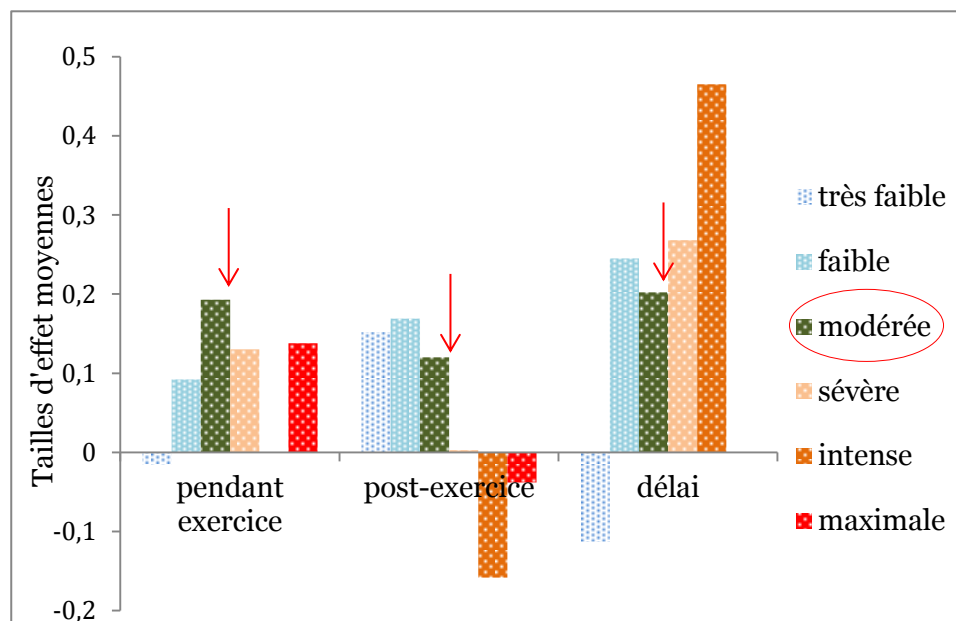 Tailles d'effet moyennes
0,5
0,4
0,3
0,2
0,1
0
-0,1
-0,2
pendant
exercice
post-exercice
délai
très faible
faible
modérée
sévère
intense
maximale